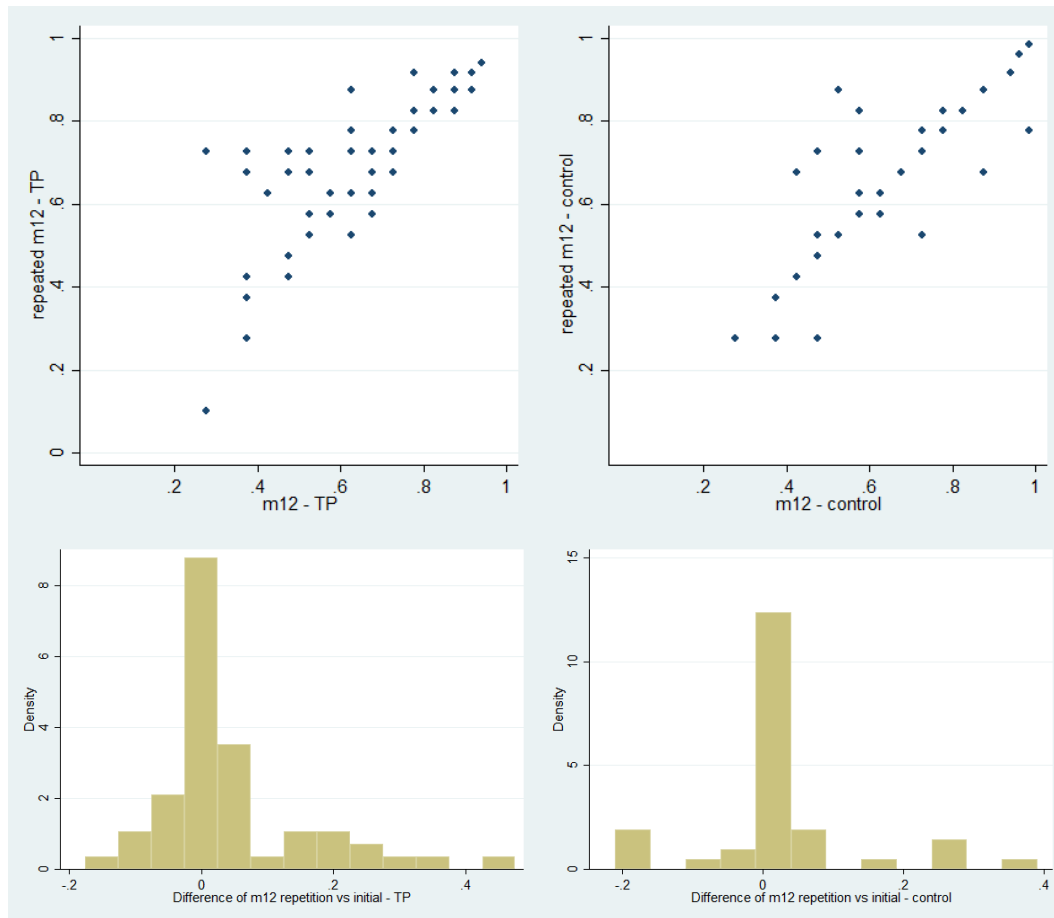 repeated m12 - TP
1
.8
.6
.4
.2
0
.2 .4 .6 .8 1
m12 - TP
repeated m12 - control
1
.8
.6
.4
.2
.2 .4 .6 .8 1
m12 - control
Density
8
6
4
2
0
-.2 0 .2 .4
Difference of m12 repetition vs initial - TP
Density
15
10
5
0
-.2 0 .2 .4
Difference of m12 repetition vs initial - control